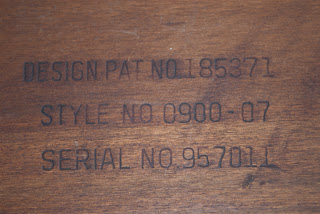 DESIGN PAT NO.185371
STYLE NO 0900-07
SERIAL NO.957011